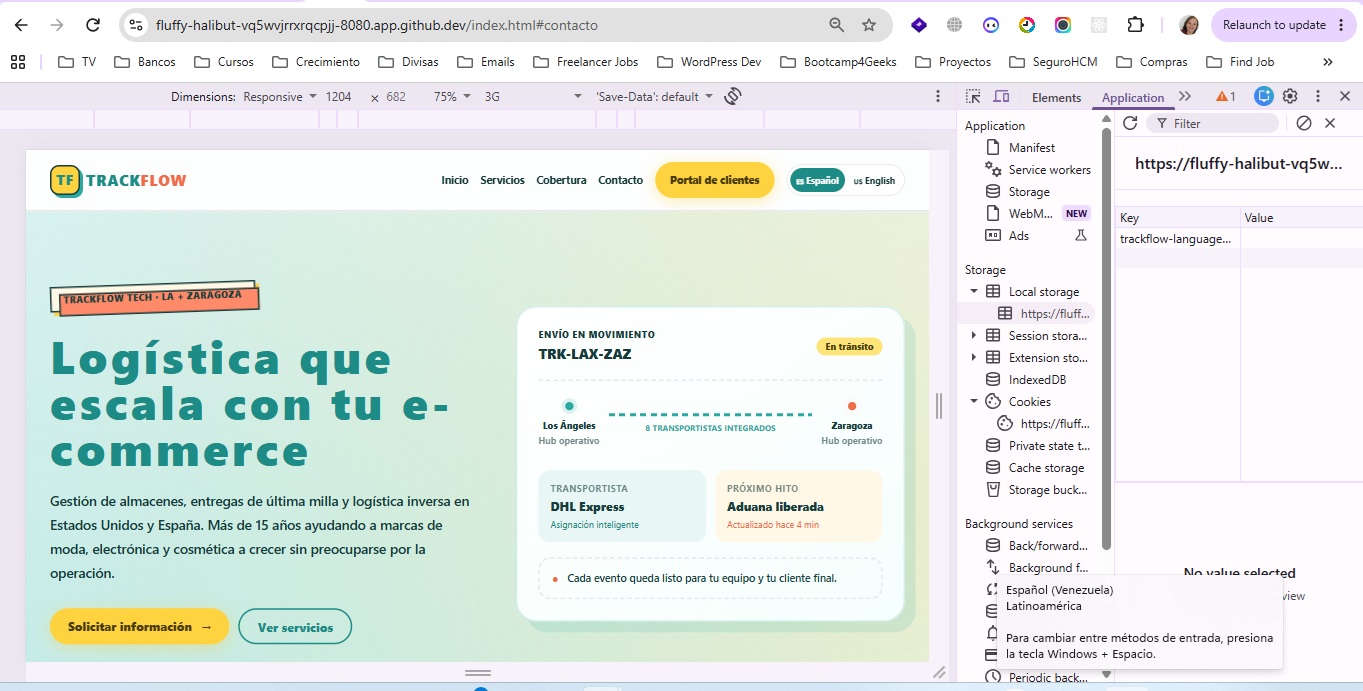 fluffy-halibut-vq5wvjrrxrqcpjj-8080.app.github.dev/index.html#contacto
Relaunch to update
TV
Bancos
Cursos
Crecimiento
Divisas
Emails
Freelancer Jobs
WordPress Dev
Bootcamp4Geeks
Proyectos
SeguroHCM
Compras
Find Job
»
Dimensions: Responsive 1204 × 682 75% 3G 'Save-Data': default
Elements
Application
1
TF TRACKFLOW
Inicio
Servicios
Cobertura
Contacto
Portal de clientes
ES Español
US English
TRACKFLOW TECH · LA + ZARAGOZA
Logística que
escala con tu e-
commerce
Gestión de almacenes, entregas de última milla y logística inversa en
Estados Unidos y España. Más de 15 años ayudando a marcas de
moda, electrónica y cosmética a crecer sin preocuparse por la
operación.
Solicitar información →
Ver servicios
ENVÍO EN MOVIMIENTO
TRK-LAX-ZAZ
En tránsito
Los Ángeles
Hub operativo
8 TRANSPORTISTAS INTEGRADOS
Zaragoza
Hub operativo
TRANSPORTISTA
DHL Express
Asignación inteligente
PRÓXIMO HITO
Aduana liberada
Actualizado hace 4 min
Cada evento queda listo para tu equipo y tu cliente final.
Application
Manifest
Service workers
Storage
WebM... NEW
Ads
Storage
Local storage
https://fluff...
Session stora...
Extension sto...
IndexedDB
Cookies
https://fluff...
Private state t...
Cache storage
Storage buck...
Background services
Back/forward...
Background f...
Periodic back...
Filter
https://fluffy-halibut-vq5w...
Key
Value
trackflow-language...
No value selected
view
Español (Venezuela)
Latinoamérica
Para cambiar entre métodos de entrada, presiona
la tecla Windows + Espacio.